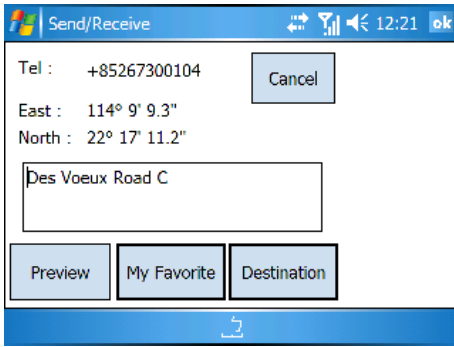 Send/Receive 12:21 ok
Tel : +85267300104 Cancel
East : 114° 9' 9.3"
North : 22° 17' 11.2"
Des Voeux Road C
Preview My Favorite Destination